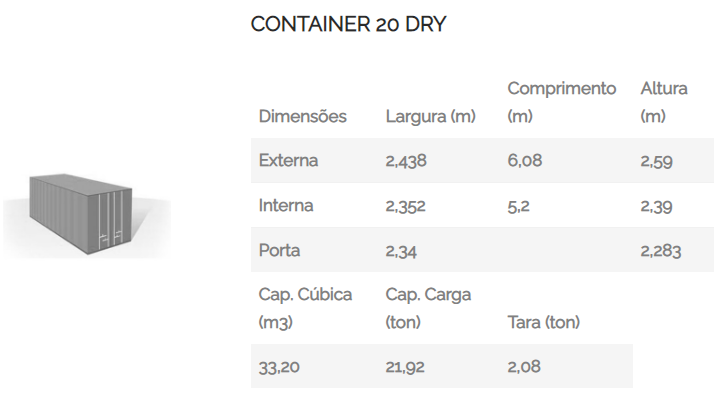 CONTAINER 20 DRY
Dimensões Largura (m) Comprimento (m) Altura (m)
Externa 2,438 6,08 2,59
Interna 2,352 5,2 2,39
Porta 2,34 2,283
Cap. Cúbica (m3) Cap. Carga (ton) Tara (ton)
33,20 21,92 2,08